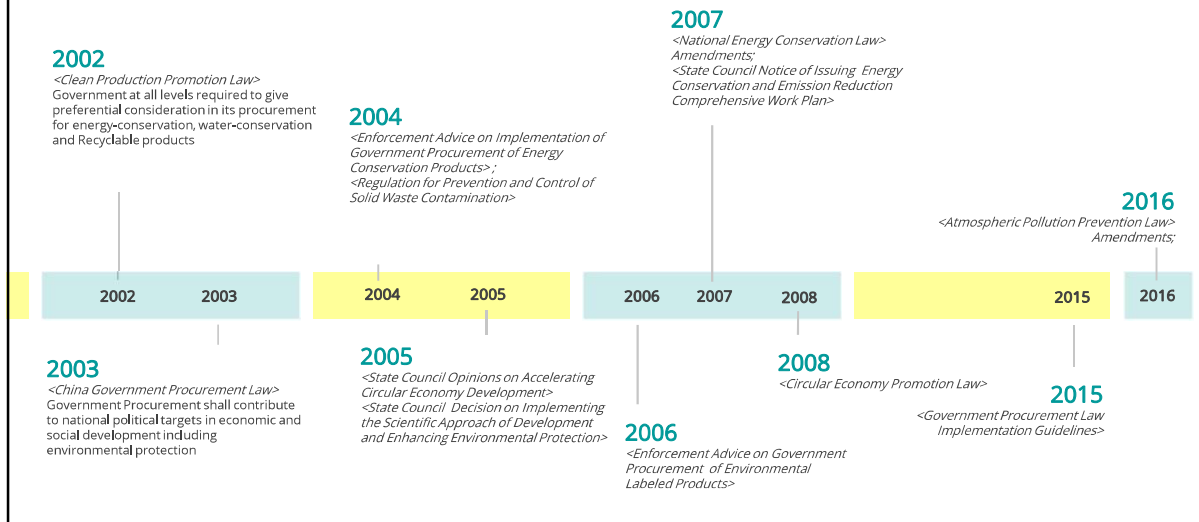 2007
<National Energy Conservation Law>
Amendments;
<State Council Notice of Issuing Energy
Conservation and Emission Reduction
Comprehensive Work Plan>
2002
<Clean Production Promotion Law>
Government at all levels required to give
preferential consideration in its procurement
for energy-conservation, water-conservation
and Recyclable products
2004
<Enforcement Advice on Implementation of
Government Procurement of Energy
Conservation Products> ;
<Regulation for Prevention and Control of
Solid Waste Contamination>
2016
<Atmospheric Pollution Prevention Law>
Amendments;
2002 2003 2004 2005 2006 2007 2008 2015 2016
2003
<China Government Procurement Law>
Government Procurement shall contribute
to national political targets in economic and
social development including
environmental protection
2005
<State Council Opinions on Accelerating
Circular Economy Development>
<State Council Decision on Implementing
the Scientific Approach of Development
and Enhancing Environmental Protection>
2006
<Enforcement Advice on Government
Procurement of Environmental
Labeled Products>
2008
<Circular Economy Promotion Law>
2015
<Government Procurement Law
Implementation Guidelines>